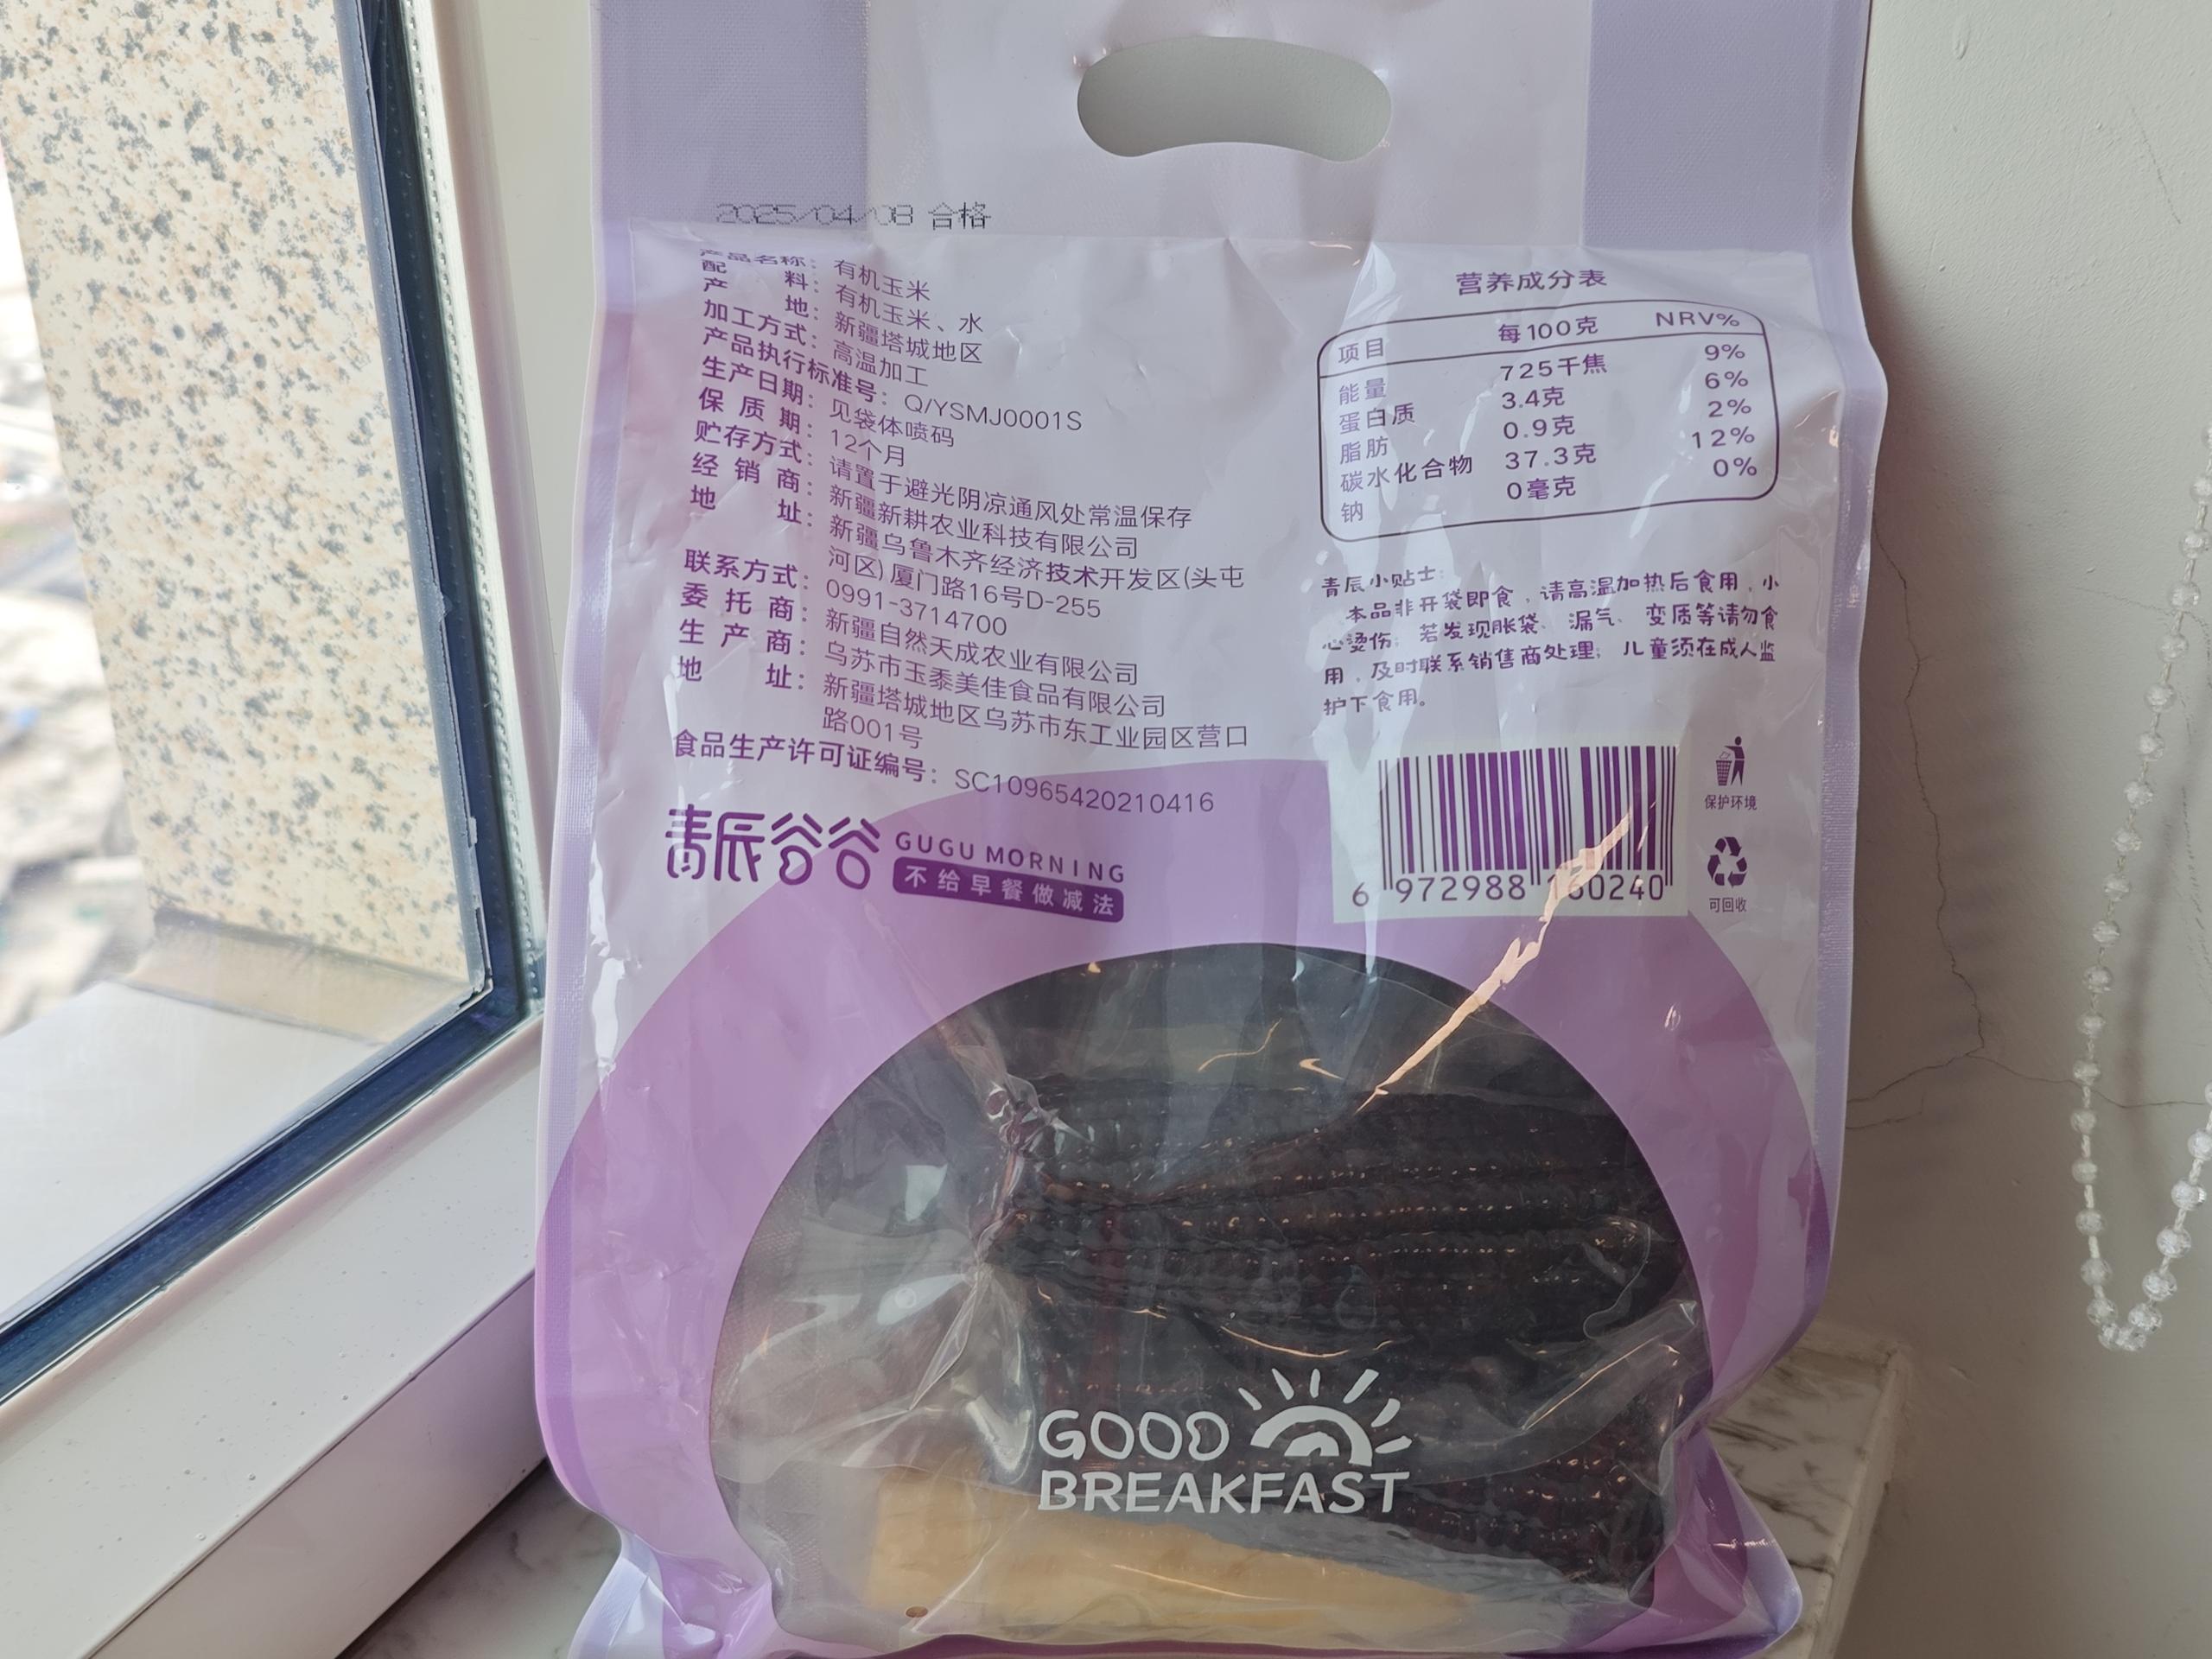 2025/04/08 合格
产品名称：有机玉米
配料：有机玉米、水
产地：新疆塔城地区
加工方式：高温加工
产品执行标准号：Q/YSMJ0001S
生产日期：见袋体喷码
保质期：12个月
贮存方式：请置于避光阴凉通风处常温保存
经销商：新疆新耕农业科技有限公司
地址：新疆乌鲁木齐经济技术开发区(头屯
河区)厦门路16号D-255
联系方式：0991-3714700
委托商：新疆自然天成农业有限公司
生产商：乌苏市玉黍美佳食品有限公司
地址：新疆塔城地区乌苏市东工业园区营口
路001号
食品生产许可证编号：SC10965420210416
青辰谷谷
GUGU MORNING
不给早餐做减法
营养成分表
项目 每100克 NRV%
能量 725千焦 9%
蛋白质 3.4克 6%
脂肪 0.9克 2%
碳水化合物 37.3克 12%
钠 0毫克 0%
青辰小贴士：
本品非开袋即食，请高温加热后食用，小
心烫伤；若发现胀袋、漏气、变质等请勿食
用，及时联系销售商处理；儿童须在成人监
护下食用。
6 972988 160240
保护环境
可回收
GOOD
BREAKFAST